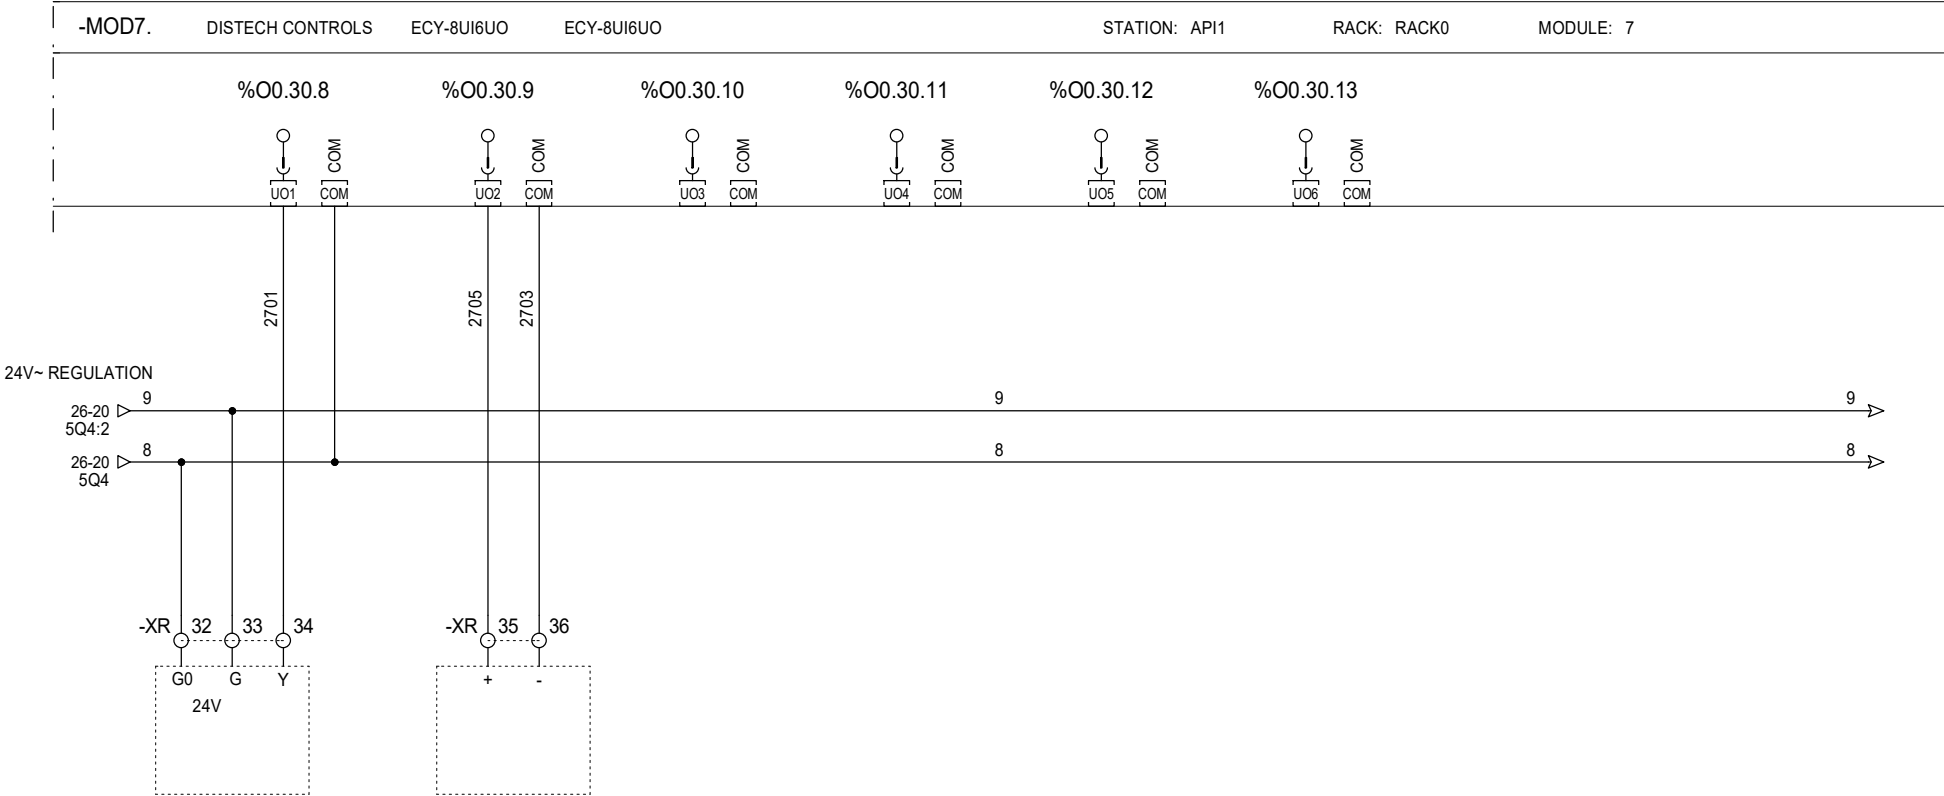 -MOD7. DISTECH CONTROLS ECY-8UI6UO ECY-8UI6UO STATION: API1 RACK: RACK0 MODULE: 7
%O0.30.8 %O0.30.9 %O0.30.10 %O0.30.11 %O0.30.12 %O0.30.13
COM COM COM COM COM COM
UO1 COM UO2 COM UO3 COM UO4 COM UO5 COM UO6 COM
2701 2705 2703
24V~ REGULATION
9 9 9
26-20
5Q4:2
8 8 8
26-20
5Q4
-XR 32 33 34 -XR 35 36
G0 G Y + -
24V